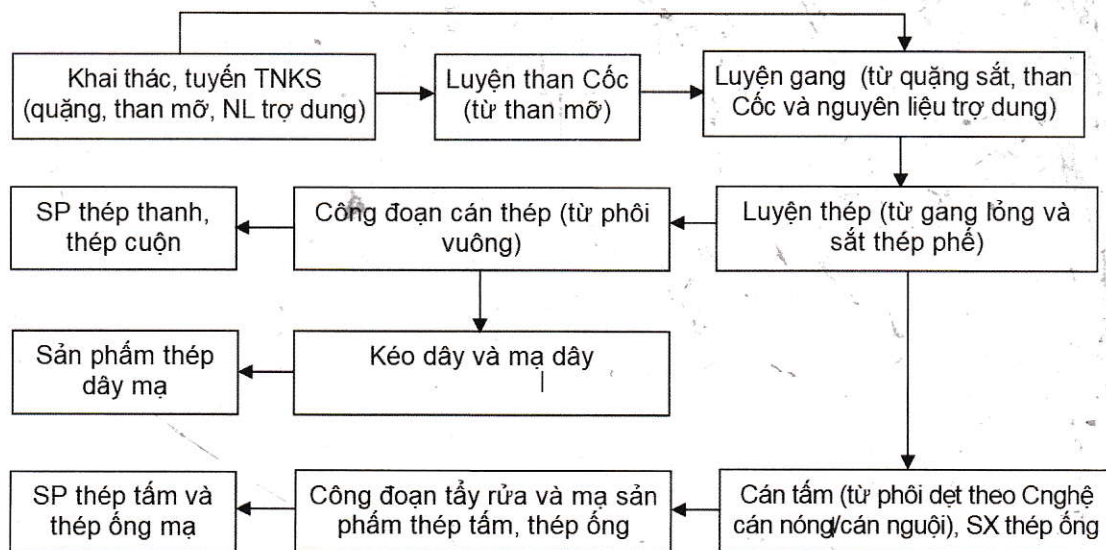 Khai thác, tuyến TNKS
(quặng, than mỡ, NL trợ dung)
Luyện than Cốc
(từ than mỡ)
Luyện gang (từ quặng sắt, than
Cốc và nguyên liệu trợ dung)
SP thép thanh,
thép cuộn
Công đoạn cán thép (từ phôi
vuông)
Luyện thép (từ gang lỏng và
sắt thép phế)
Sản phẩm thép
dây mạ
Kéo dây và mạ dây
SP thép tấm và
thép ống mạ
Công đoạn tẩy rửa và mạ sản
phẩm thép tấm, thép ống
Cán tấm (từ phôi dẹt theo Cnghệ
cán nóng/cán nguội), SX thép ống